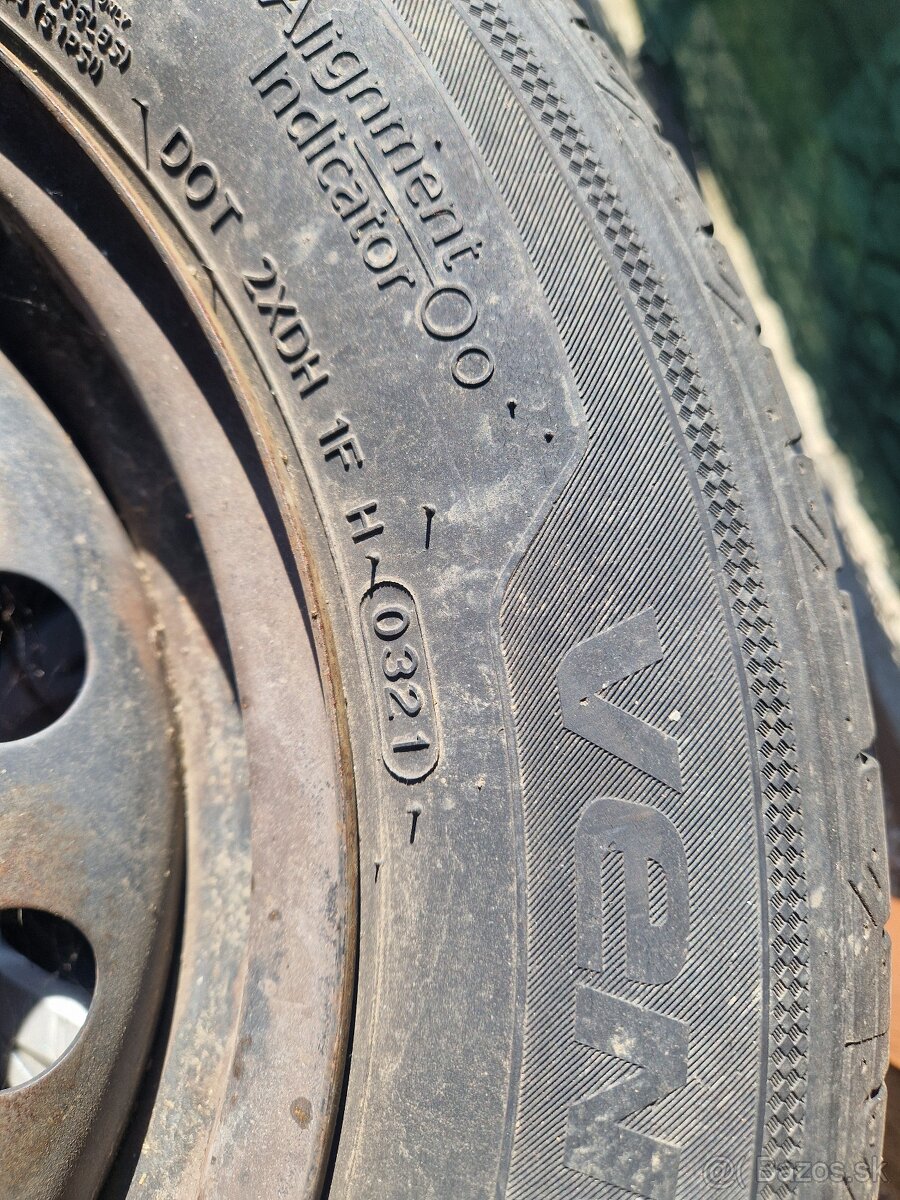 Alignment
Indicator
DOT 2XDH 1F H 0321
VeN
Bazos.sk